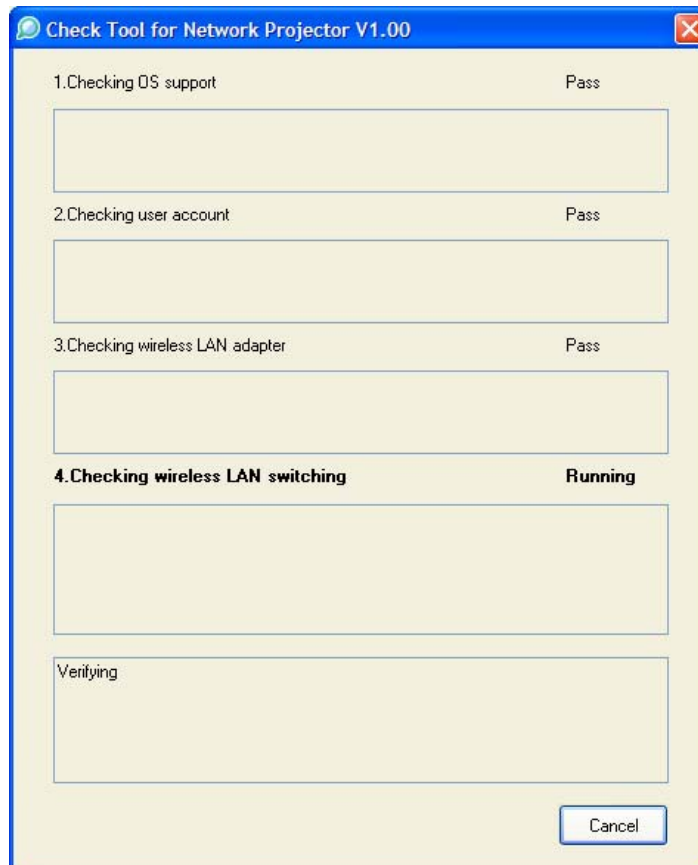 Check Tool for Network Projector V1.00
1.Checking OS support Pass
2.Checking user account Pass
3.Checking wireless LAN adapter Pass
4.Checking wireless LAN switching Running
Verifying
Cancel